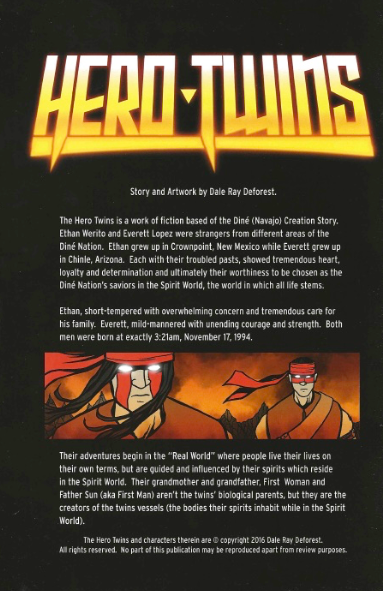 HERO-TWINS
Story and Artwork by Dale Ray Deforest.
The Hero Twins is a work of fiction based of the Diné (Navajo) Creation Story.
Ethan Werito and Everett Lopez were strangers from different areas of the
Diné Nation. Ethan grew up in Crownpoint, New Mexico while Everett grew up
in Chinle, Arizona. Each with their troubled pasts, showed tremendous heart,
loyalty and determination and ultimately their worthiness to be chosen as the
Diné Nation's saviors in the Spirit World, the world in which all life stems.
Ethan, short-tempered with overwhelming concern and tremendous care for
his family. Everett, mild-mannered with unending courage and strength. Both
men were born at exactly 3:21am, November 17, 1994.
Their adventures begin in the "Real World" where people live their lives on
their own terms, but are guided and influenced by their spirits which reside
in the Spirit World. Their grandmother and grandfather, First Woman and
Father Sun (aka First Man) aren't the twins' biological parents, but they are the
creators of the twins vessels (the bodies their spirits inhabit while in the Spirit
World).
The Hero Twins and characters therein are © copyright 2016 Dale Ray Deforest.
All rights reserved. No part of this publication may be reproduced apart from review purposes.